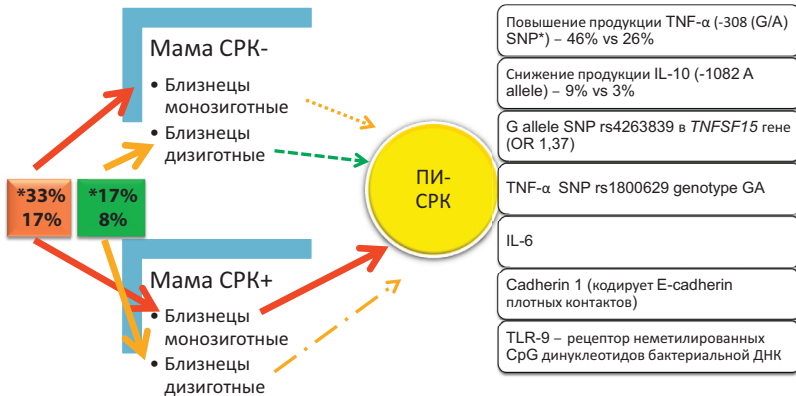 Мама СРК-
• Близнецы
монозиготные
• Близнецы
дизиготные
*33%
17%
*17%
8%
Мама СРК+
• Близнецы
монозиготные
• Близнецы
дизиготные
ПИ-
СРК
Повышение продукции TNF-α (-308 (G/A)
SNP*) – 46% vs 26%
Снижение продукции IL-10 (-1082 A
allele) – 9% vs 3%
G allele SNP rs4263839 в TNFSF15 гене
(OR 1,37)
TNF-α SNP rs1800629 genotype GA
IL-6
Cadherin 1 (кодирует E-cadherin
плотных контактов)
TLR-9 – рецептор неметилированных
CpG динуклеотидов бактериальной ДНК